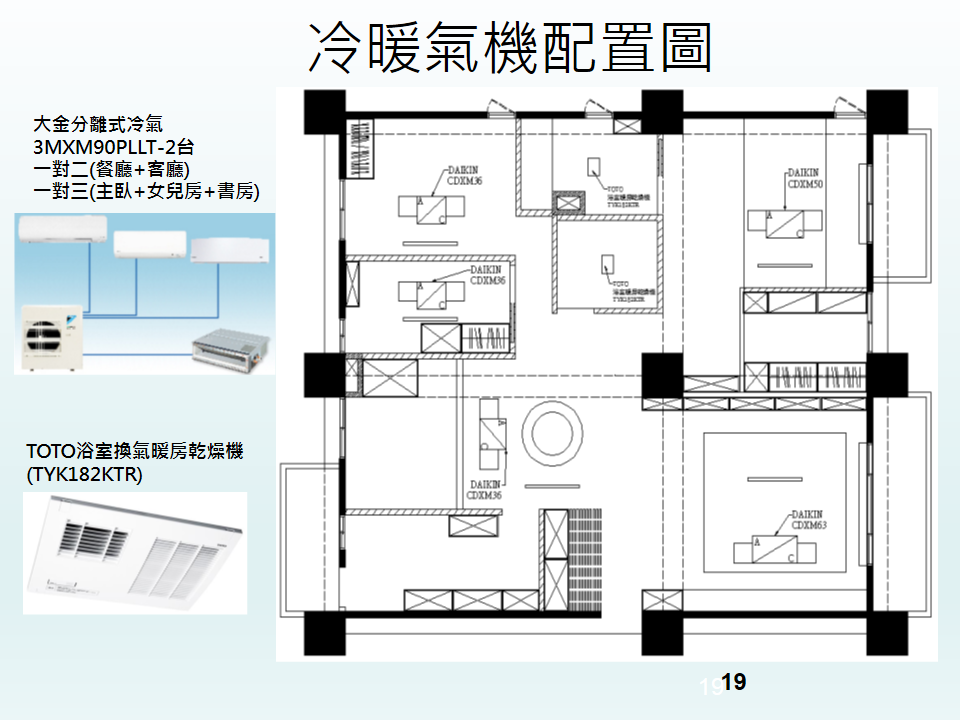 冷暖氣機配置圖
大金分離式冷氣
3MXM90PLLT-2台
一對二(餐廳+客廳)
一對三(主臥+女兒房+書房)
TOTO浴室換氣暖房乾燥機
(TYK182KTR)
DAIKIN
CDXM36
A
C
TOTO
浴室暖房乾燥機
TYK182KTR
DAIKIN
CDXM50
A
C
DAIKIN
CDXM36
A
C
TOTO
浴室暖房乾燥機
TYK182KTR
A
C
DAIKIN
CDXM36
DAIKIN
CDXM63
A
C
19
19